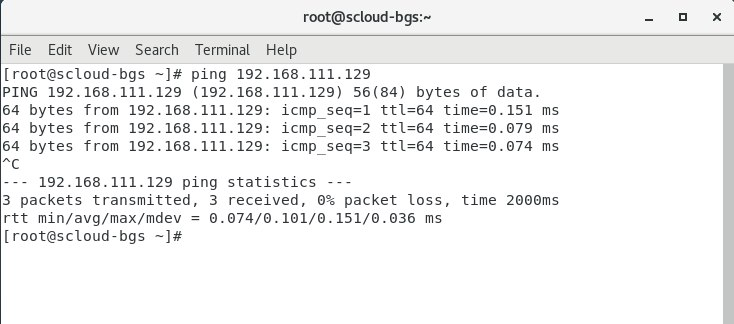 root@scloud-bgs:~
File Edit View Search Terminal Help
[root@scloud-bgs ~]# ping 192.168.111.129
PING 192.168.111.129 (192.168.111.129) 56(84) bytes of data.
64 bytes from 192.168.111.129: icmp_seq=1 ttl=64 time=0.151 ms
64 bytes from 192.168.111.129: icmp_seq=2 ttl=64 time=0.079 ms
64 bytes from 192.168.111.129: icmp_seq=3 ttl=64 time=0.074 ms
^C
--- 192.168.111.129 ping statistics ---
3 packets transmitted, 3 received, 0% packet loss, time 2000ms
rtt min/avg/max/mdev = 0.074/0.101/0.151/0.036 ms
[root@scloud-bgs ~]#